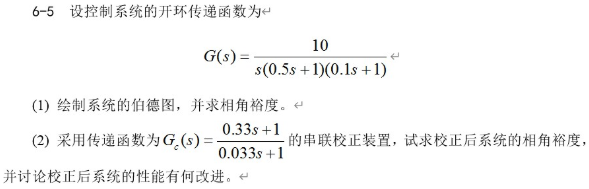 6-5 设控制系统的开环传递函数为↵
G(s) = 10 / s(0.5s+1)(0.1s+1) ↵
(1) 绘制系统的伯德图，并求相角裕度。↵
(2) 采用传递函数为 G_c(s) = 0.33s+1 / 0.033s+1 的串联校正装置，试求校正后系统的相角裕度，
并讨论校正后系统的性能有何改进。↵